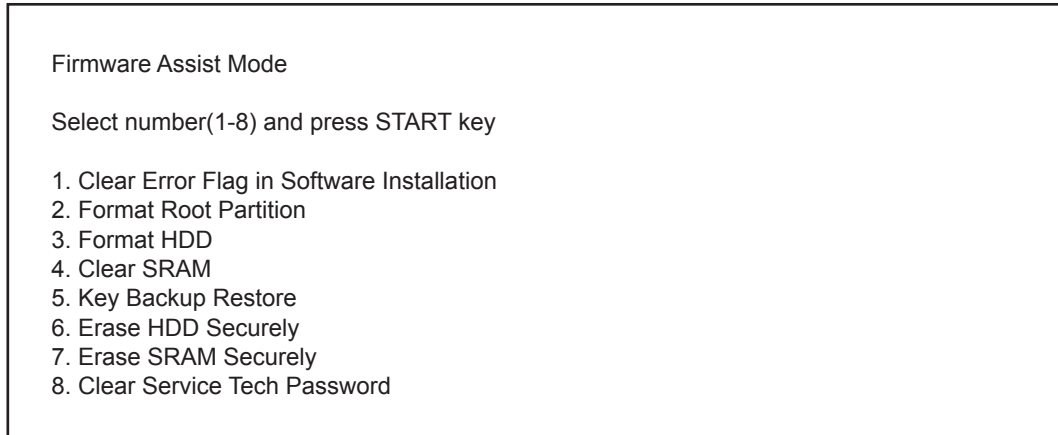 Firmware Assist Mode
Select number(1-8) and press START key
1. Clear Error Flag in Software Installation
2. Format Root Partition
3. Format HDD
4. Clear SRAM
5. Key Backup Restore
6. Erase HDD Securely
7. Erase SRAM Securely
8. Clear Service Tech Password